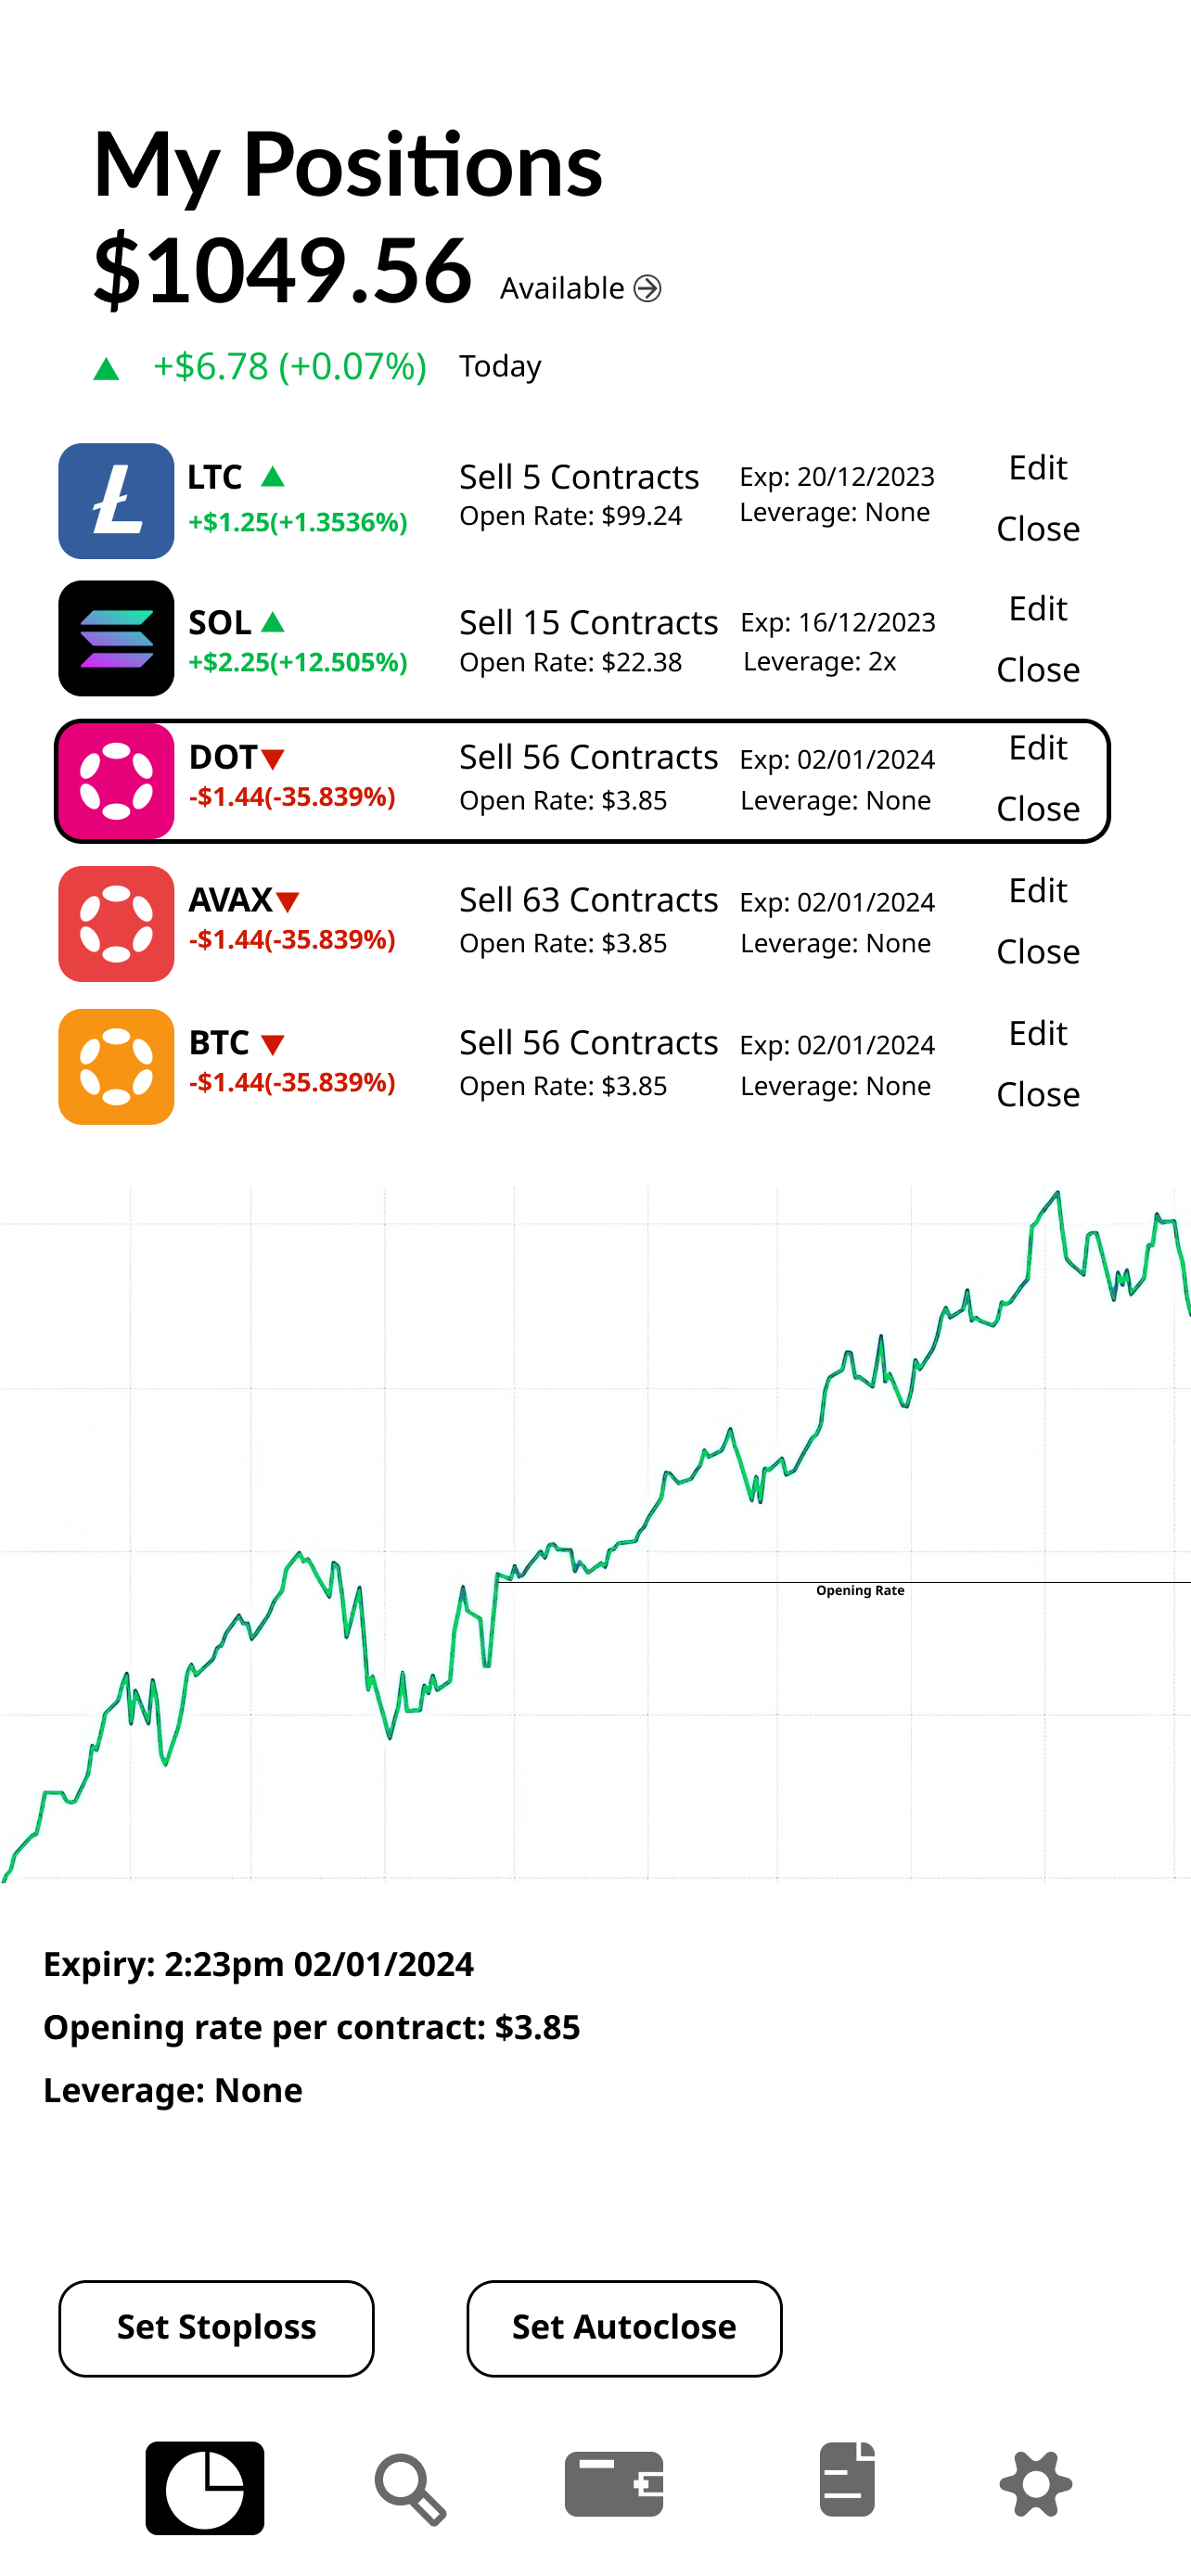 My Positions
$1049.56 Available
+$6.78 (+0.07%) Today
LTC Sell 5 Contracts Exp: 20/12/2023 Edit
+$1.25(+1.3536%) Open Rate: $99.24 Leverage: None Close
SOL Sell 15 Contracts Exp: 16/12/2023 Edit
+$2.25(+12.505%) Open Rate: $22.38 Leverage: 2x Close
DOT Sell 56 Contracts Exp: 02/01/2024 Edit
-$1.44(-35.839%) Open Rate: $3.85 Leverage: None Close
AVAX Sell 63 Contracts Exp: 02/01/2024 Edit
-$1.44(-35.839%) Open Rate: $3.85 Leverage: None Close
BTC Sell 56 Contracts Exp: 02/01/2024 Edit
-$1.44(-35.839%) Open Rate: $3.85 Leverage: None Close
Opening Rate
Expiry: 2:23pm 02/01/2024
Opening rate per contract: $3.85
Leverage: None
Set Stoploss Set Autoclose